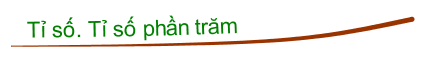 Tỉ số. Tỉ số phần trăm